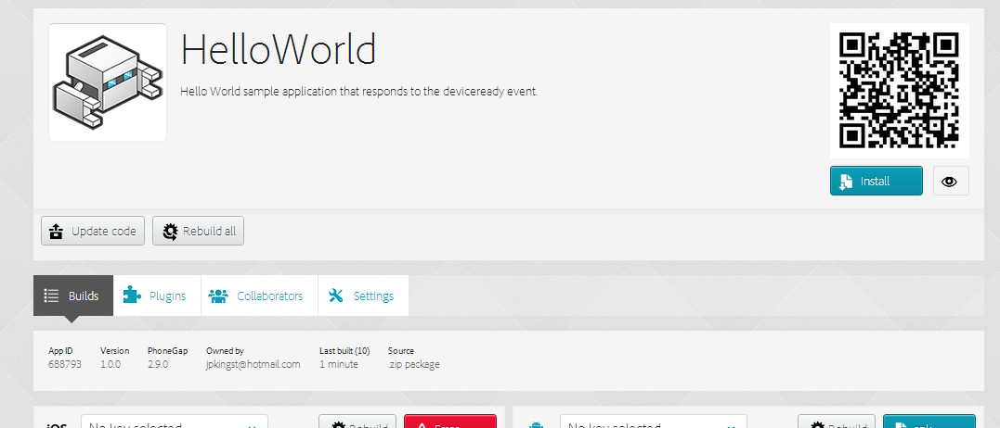 HelloWorld
Hello World sample application that responds to the deviceready event.
Install
Update code
Rebuild all
Builds
Plugins
Collaborators
Settings
App ID Version PhoneGap Owned by Last built (10) Source
688793 1.0.0 2.9.0 jpkingst@hotmail.com 1 minute .zip package
iOS No key selected Rebuild Error No key selected Rebuild apk